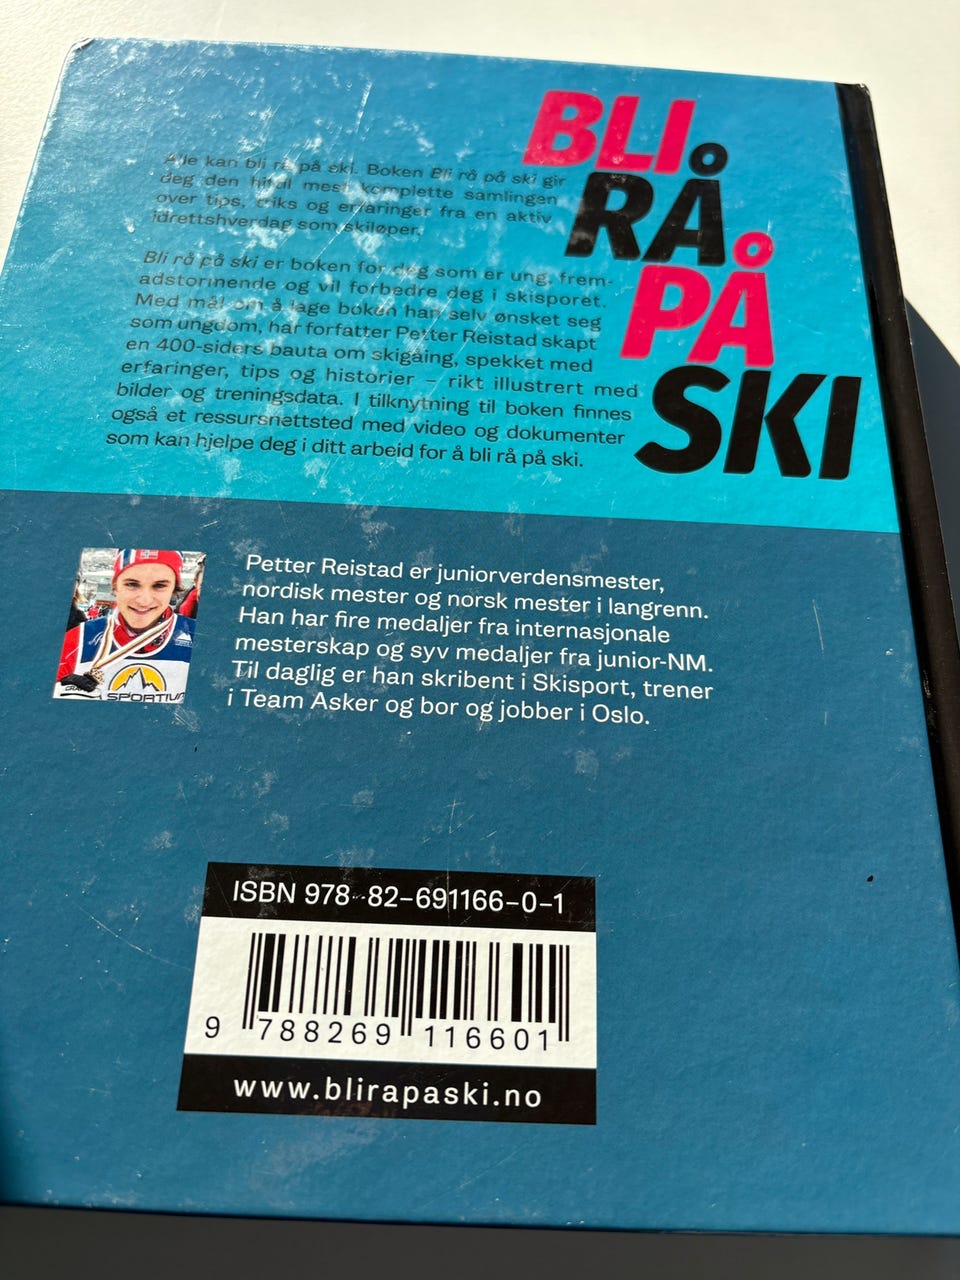 BLI
RÅ
PÅ
SKI
Alle kan bli rå på ski. Boken Bli rå på ski gir
deg den hittil mest komplette samlingen
over tips, triks og erfaringer fra en aktiv
idrettshverdag som skiløper.
Bli rå på ski er boken for deg som er ung, frem-
adstormende og vil forbedre deg i skisporet.
Med mål om å lage boken han selv ønsket seg
som ungdom, har forfatter Petter Reistad skapt
en 400-siders bauta om skigåing, spekket med
erfaringer, tips og historier – rikt illustrert med
bilder og treningsdata. I tilknytning til boken finnes
også et ressursnettsted med video og dokumenter
som kan hjelpe deg i ditt arbeid for å bli rå på ski.
Petter Reistad er juniorverdensmester,
nordisk mester og norsk mester i langrenn.
Han har fire medaljer fra internasjonale
mesterskap og syv medaljer fra junior-NM.
Til daglig er han skribent i Skisport, trener
i Team Asker og bor og jobber i Oslo.
SPORTIU
ISBN 978-82-691166-0-1
9 788269 116601
www.blirapaski.no